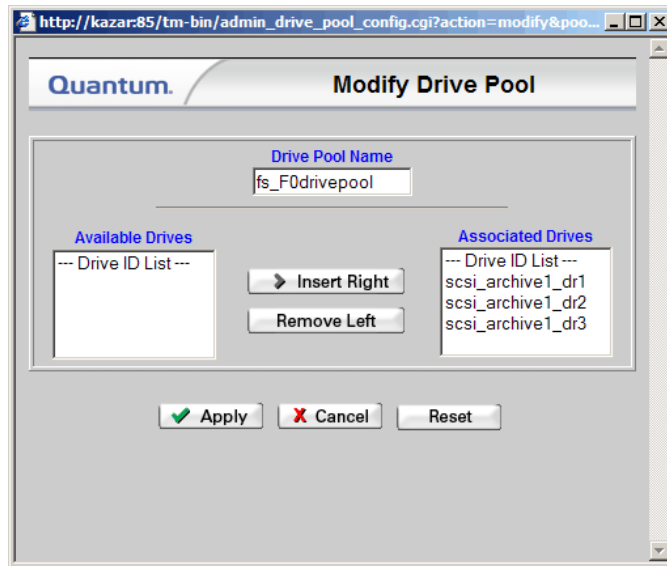 http://kazar:85/tm-bin/admin_drive_pool_config.cgi?action=modify&poo...
Quantum.
Modify Drive Pool
Drive Pool Name
fs_F0drivepool
Available Drives
--- Drive ID List ---
Insert Right
Remove Left
Associated Drives
--- Drive ID List ---
scsi_archive1_dr1
scsi_archive1_dr2
scsi_archive1_dr3
Apply
Cancel
Reset